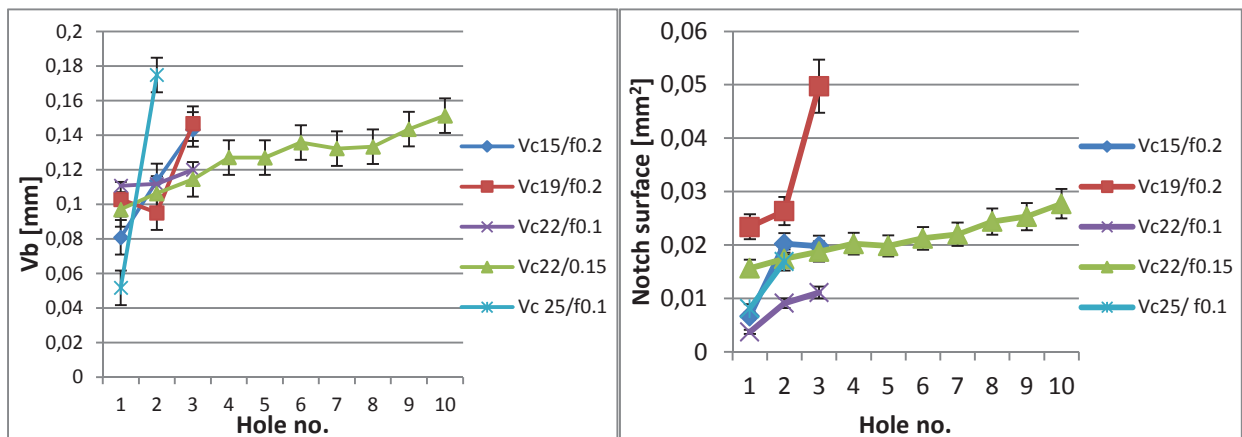 0,2
0,18
0,16
0,14
0,12
0,1
0,08
0,06
0,04
0,02
0
Vb [mm]
1 2 3 4 5 6 7 8 9 10
Hole no.
Vc15/f0.2
Vc19/f0.2
Vc22/f0.1
Vc22/0.15
Vc 25/f0.1
0,06
0,05
0,04
0,03
0,02
0,01
0
Notch surface [mm²]
1 2 3 4 5 6 7 8 9 10
Hole no.
Vc15/f0.2
Vc19/f0.2
Vc22/f0.1
Vc22/f0.15
Vc25/ f0.1